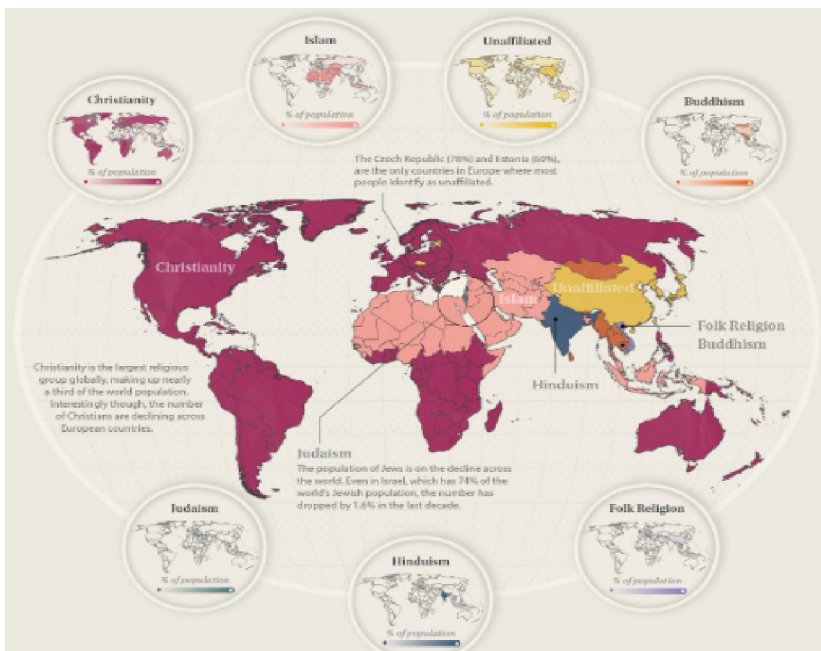 Islam
% of population
Unaffiliated
% of population
Christianity
% of population
Buddhism
% of population
The Czech Republic (78%) and Estonia (60%),
are the only countries in Europe where most
people identify as unaffiliated.
Christianity
Islam
Unaffiliated
Folk Religion
Buddhism
Hinduism
Christianity is the largest religious
group globally, making up nearly
a third of the world population.
Interestingly though, the number
of Christians are declining across
European countries.
Judaism
The population of Jews is on the decline across
the world. Even in Israel, which has 74% of the
world's Jewish population, the number has
dropped by 1.6% in the last decade.
Judaism
% of population
Hinduism
% of population
Folk Religion
% of population